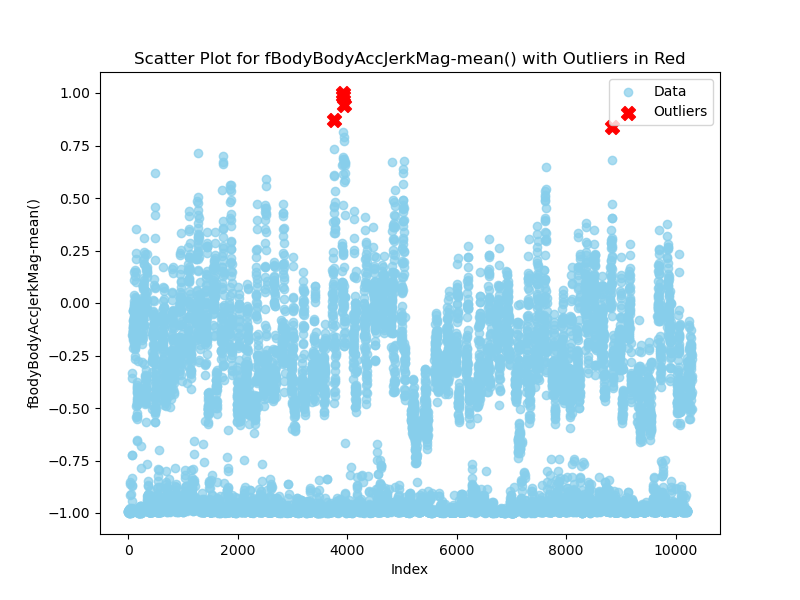 Scatter Plot for fBodyBodyAccJerkMag-mean() with Outliers in Red
Data
Outliers
fBodyBodyAccJerkMag-mean()
1.00
0.75
0.50
0.25
0.00
−0.25
−0.50
−0.75
−1.00
0 2000 4000 6000 8000 10000
Index